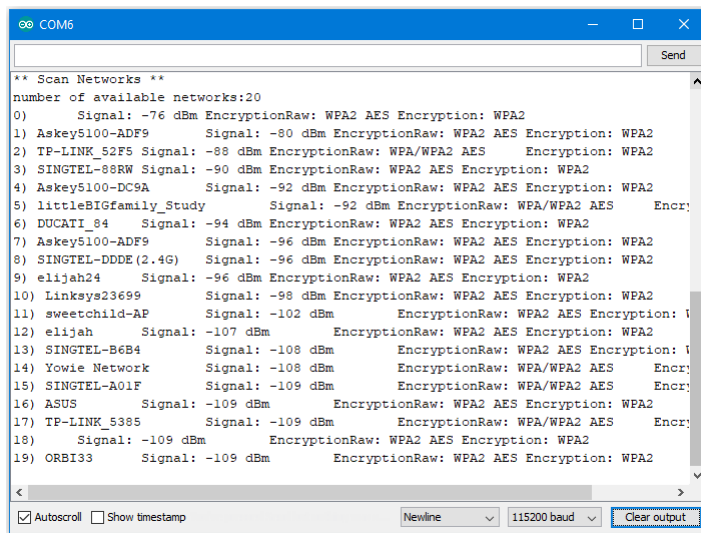 COM6
Send
** Scan Networks **
number of available networks:20
0) Signal: -76 dBm EncryptionRaw: WPA2 AES Encryption: WPA2
1) Askey5100-ADF9 Signal: -80 dBm EncryptionRaw: WPA2 AES Encryption: WPA2
2) TP-LINK_52F5 Signal: -88 dBm EncryptionRaw: WPA/WPA2 AES Encryption: WPA2
3) SINGTEL-88RW Signal: -90 dBm EncryptionRaw: WPA2 AES Encryption: WPA2
4) Askey5100-DC9A Signal: -92 dBm EncryptionRaw: WPA2 AES Encryption: WPA2
5) littleBIGfamily_Study Signal: -92 dBm EncryptionRaw: WPA/WPA2 AES Encry
6) DUCATI_84 Signal: -94 dBm EncryptionRaw: WPA2 AES Encryption: WPA2
7) Askey5100-ADF9 Signal: -96 dBm EncryptionRaw: WPA2 AES Encryption: WPA2
8) SINGTEL-DDDE(2.4G) Signal: -96 dBm EncryptionRaw: WPA2 AES Encryption: WPA2
9) elijah24 Signal: -96 dBm EncryptionRaw: WPA2 AES Encryption: WPA2
10) Linksys23699 Signal: -98 dBm EncryptionRaw: WPA2 AES Encryption: WPA2
11) sweetchild-AP Signal: -102 dBm EncryptionRaw: WPA2 AES Encryption:
12) elijah Signal: -107 dBm EncryptionRaw: WPA2 AES Encryption: WPA2
13) SINGTEL-B6B4 Signal: -108 dBm EncryptionRaw: WPA2 AES Encryption:
14) Yowie Network Signal: -108 dBm EncryptionRaw: WPA/WPA2 AES Encry
15) SINGTEL-A01F Signal: -109 dBm EncryptionRaw: WPA/WPA2 AES Encry
16) ASUS Signal: -109 dBm EncryptionRaw: WPA2 AES Encryption: WPA2
17) TP-LINK_5385 Signal: -109 dBm EncryptionRaw: WPA/WPA2 AES Encry
18) Signal: -109 dBm EncryptionRaw: WPA2 AES Encryption: WPA2
19) ORBI33 Signal: -109 dBm EncryptionRaw: WPA2 AES Encryption: WPA2
Autoscroll Show timestamp Newline 115200 baud Clear output